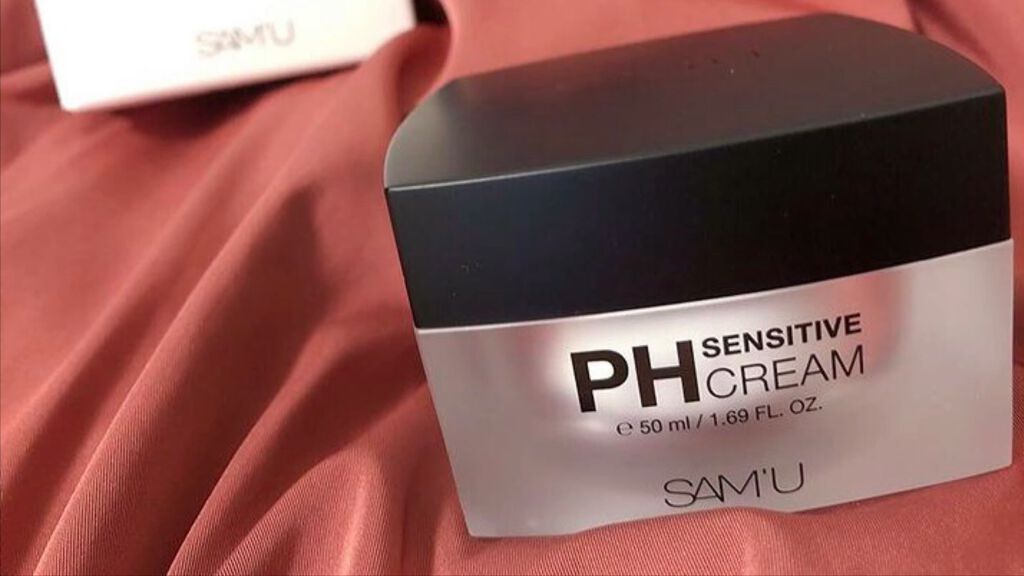 SAM'U
PH SENSITIVE
CREAM
℮ 50 ml / 1.69 FL. OZ.
SAM'U